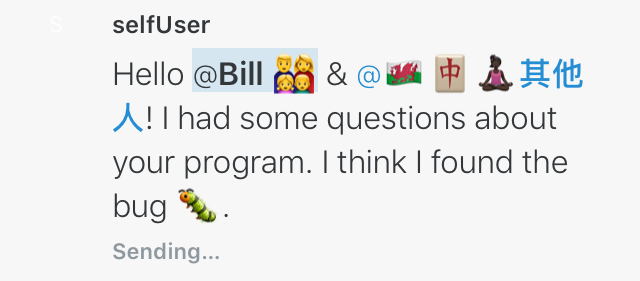 S
selfUser
Hello @Bill 👨‍👩‍👧‍👧 & @🏴󠁧󠁢󠁷󠁬󠁳󠁿 🀄 🧘🏿‍♀️其他
人! I had some questions about
your program. I think I found the
bug 🐛.
Sending...